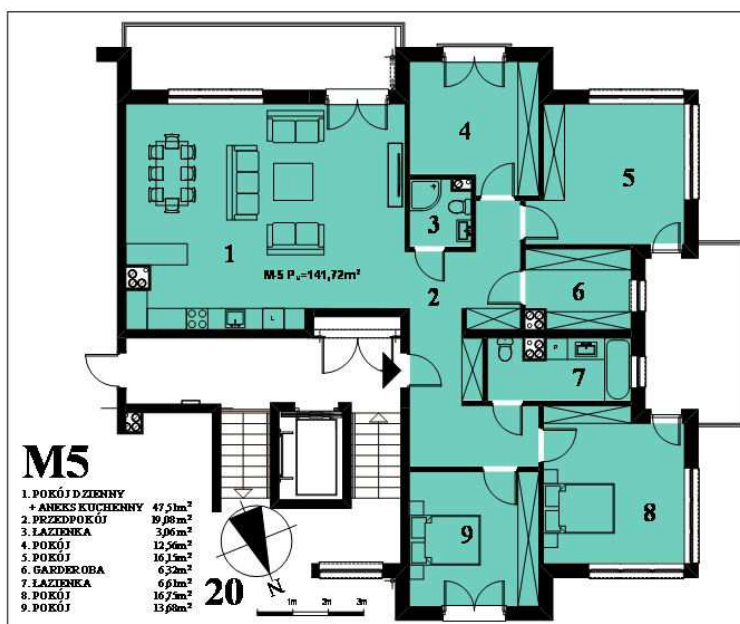 4
5
3
1
M-5 Pᵤ=141,72m²
2
6
L
P
7
M5
1. POKÓJ DZIENNY
+ ANEKS KUCHENNY 47,51m²
2. PRZEDPOKÓJ 19,08m²
3. ŁAZIENKA 3,06m²
4. POKÓJ 12,56m²
5. POKÓJ 16,15m²
6. GARDEROBA 6,32m²
7. ŁAZIENKA 6,61m²
8. POKÓJ 16,75m²
9. POKÓJ 13,68m²
8
9
20
N
1m 2m 3m